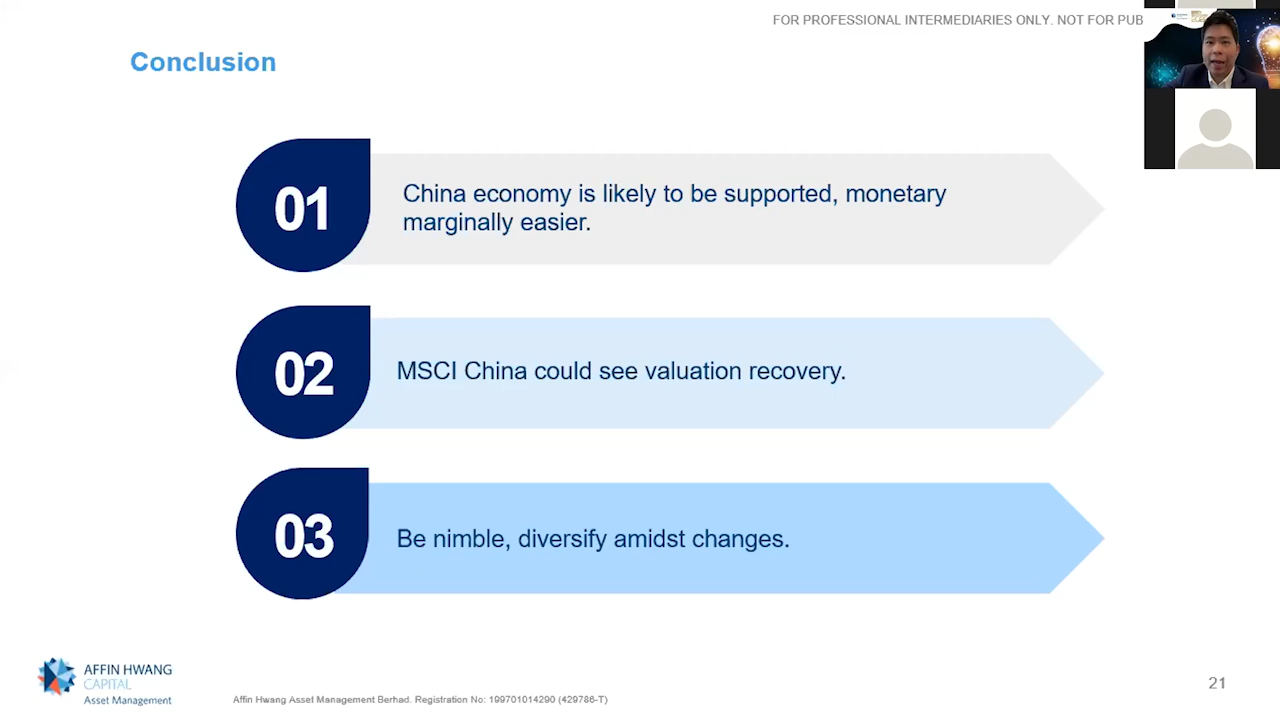 FOR PROFESSIONAL INTERMEDIARIES ONLY. NOT FOR PUB
Conclusion
01
China economy is likely to be supported, monetary
marginally easier.
02
MSCI China could see valuation recovery.
03
Be nimble, diversify amidst changes.
AFFIN HWANG
CAPITAL
Asset Management
Affin Hwang Asset Management Berhad. Registration No: 199701014290 (429786-T)
21